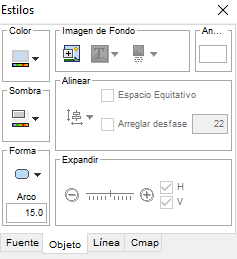 Estilos
Color
Imagen de Fondo
An...
Sombra
Alinear
Espacio Equitativo
Arreglar desfase
22
Forma
Arco
15.0
Expandir
H
V
Fuente
Objeto
Línea
Cmap